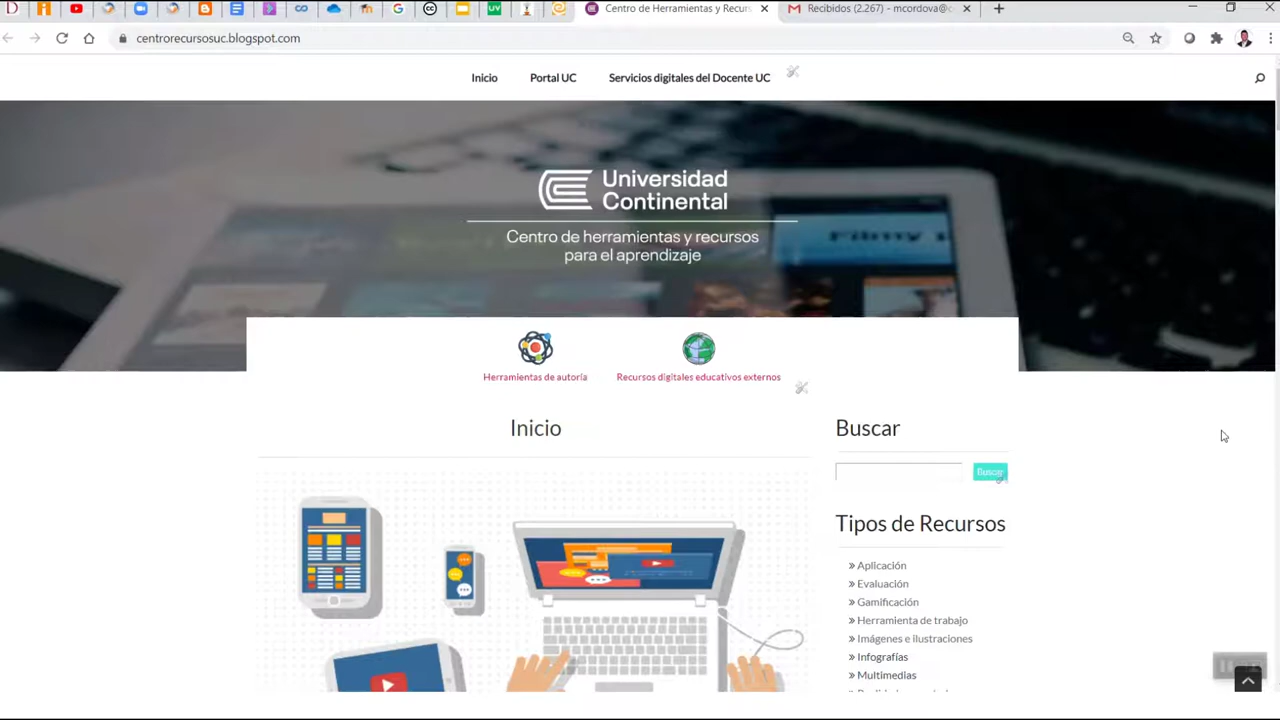 Centro de Herramientas y Recurs
Recibidos (2.267) - mcordova@c
centrorecursosuc.blogspot.com
Inicio
Portal UC
Servicios digitales del Docente UC
Universidad
Continental
Centro de herramientas y recursos
para el aprendizaje
Herramientas de autoría
Recursos digitales educativos externos
Inicio
Buscar
Buscar
Tipos de Recursos
» Aplicación
» Evaluación
» Gamificación
» Herramienta de trabajo
» Imágenes e ilustraciones
» Infografías
» Multimedias